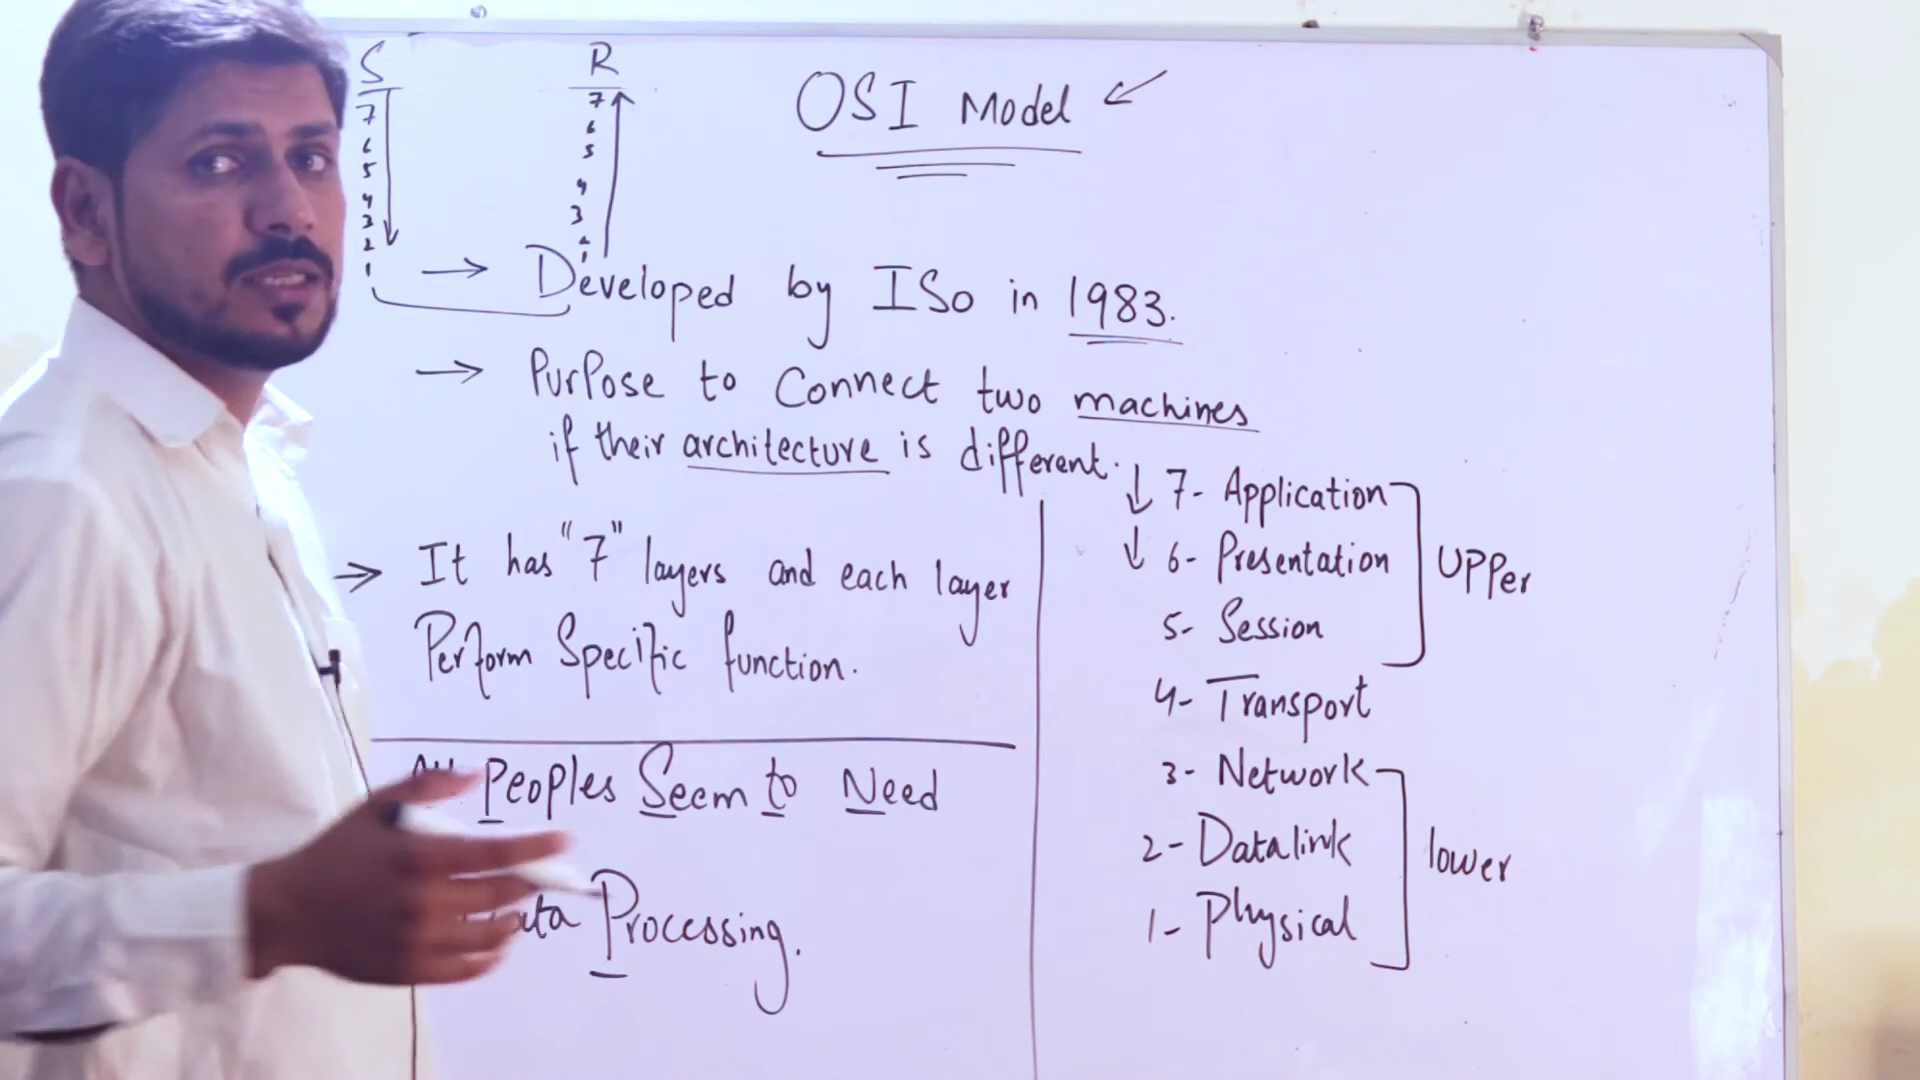 S R
7 7
6 6
5 5
4 4
3 3
2 2
1 1
OSI Model
→ Developed by ISo in 1983.
→ PurPose to Connect two machines
if their architecture is different.
→ It has "7" layers and each layer
Perform Specific function.
Peoples Seem to Need
Processing.
↓ 7- Application
↓ 6- Presentation
5- Session
UPPer
4- Transport
3- Network
2- Datalink
1- Physical
lower